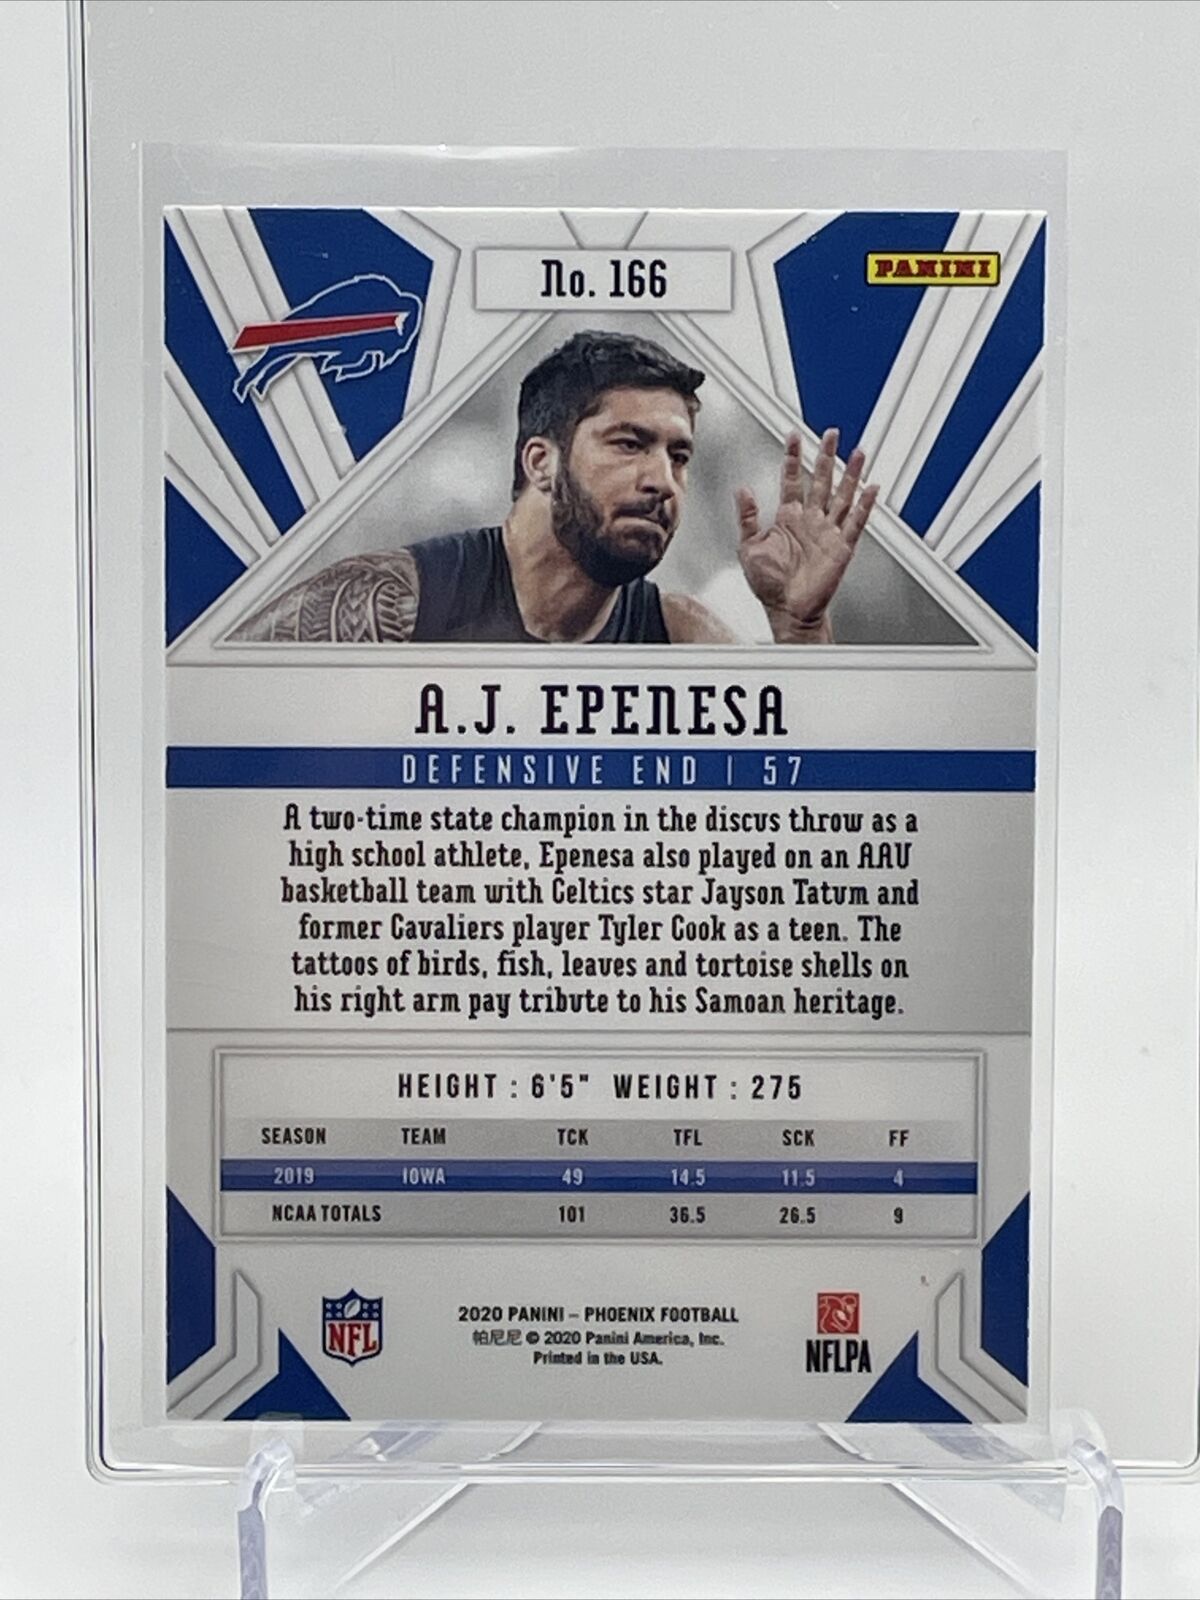 No. 166
PANINI
A.J. EPENESA
DEFENSIVE END | 57
A two-time state champion in the discus throw as a
high school athlete, Epenesa also played on an AAU
basketball team with Celtics star Jayson Tatum and
former Cavaliers player Tyler Cook as a teen. The
tattoos of birds, fish, leaves and tortoise shells on
his right arm pay tribute to his Samoan heritage.
HEIGHT : 6'5" WEIGHT : 275
SEASON TEAM TCK TFL SCK FF
2019 IOWA 49 14.5 11.5 4
NCAA TOTALS 101 36.5 26.5 9
NFL
2020 PANINI – PHOENIX FOOTBALL
帕尼尼 © 2020 Panini America, Inc.
Printed in the USA.
NFLPA